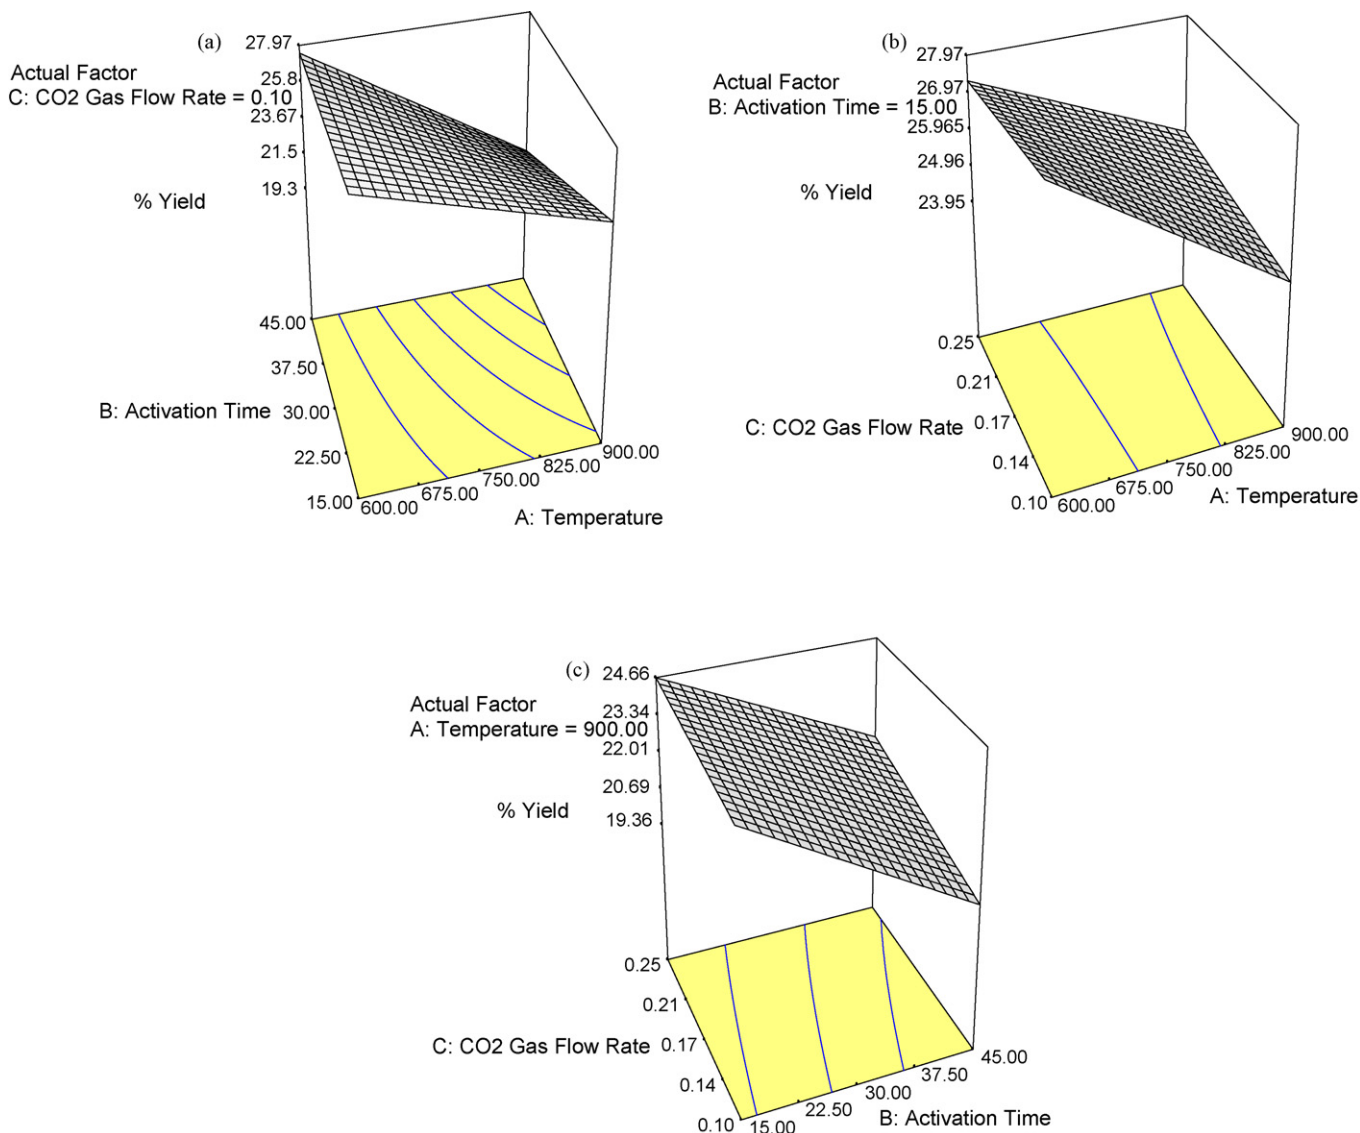 (a)
27.97
Actual Factor
25.8
C: CO2 Gas Flow Rate = 0.10
23.67
21.5
19.3
% Yield
45.00
37.50
B: Activation Time
30.00
22.50
15.00
600.00
675.00
750.00
825.00
900.00
A: Temperature
(b)
27.97
Actual Factor
26.97
B: Activation Time = 15.00
25.965
24.96
% Yield
23.95
0.25
0.21
C: CO2 Gas Flow Rate
0.17
0.14
0.10
600.00
675.00
750.00
825.00
900.00
A: Temperature
(c)
24.66
Actual Factor
23.34
A: Temperature = 900.00
22.01
20.69
% Yield
19.36
0.25
0.21
C: CO2 Gas Flow Rate
0.17
0.14
0.10
15.00
22.50
30.00
37.50
45.00
B: Activation Time